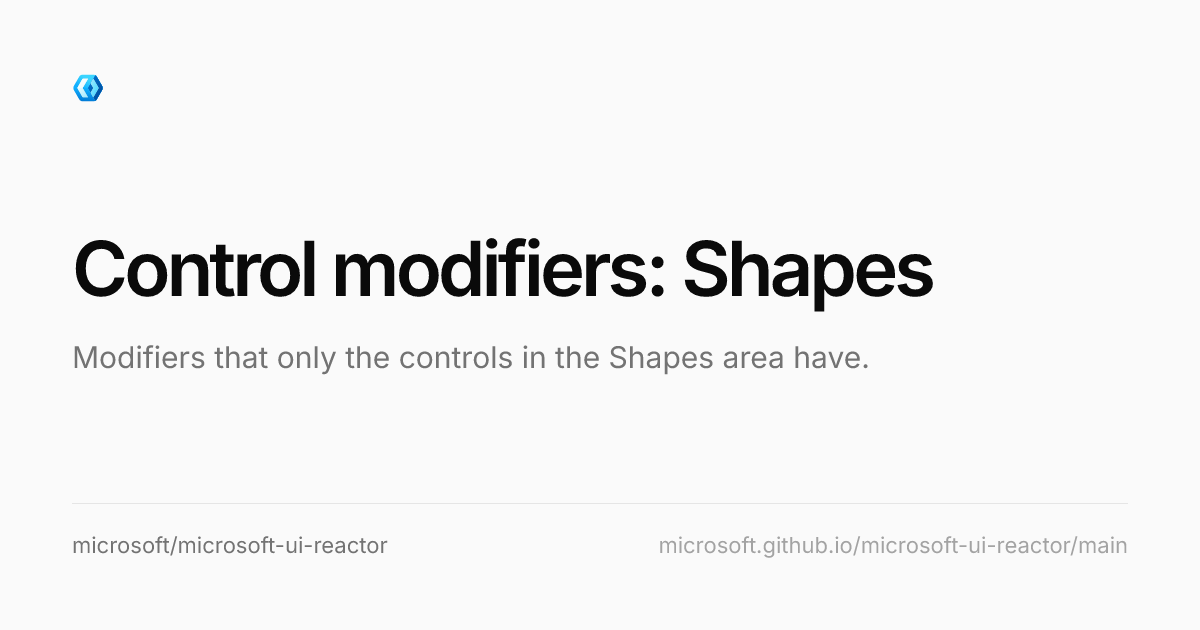 Control modifiers: Shapes
Modifiers that only the controls in the Shapes area have.
microsoft/microsoft-ui-reactor
microsoft.github.io/microsoft-ui-reactor/main